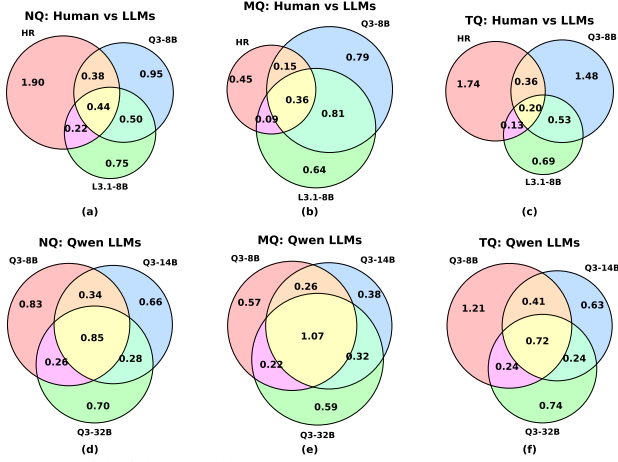 NQ: Human vs LLMs
HR
Q3-8B
1.90
0.38
0.95
0.44
0.22
0.50
0.75
L3.1-8B
(a)
MQ: Human vs LLMs
HR
Q3-8B
0.45
0.15
0.79
0.36
0.09
0.81
0.64
L3.1-8B
(b)
TQ: Human vs LLMs
HR
Q3-8B
1.74
0.36
1.48
0.20
0.13
0.53
0.69
L3.1-8B
(c)
NQ: Qwen LLMs
Q3-8B
Q3-14B
0.83
0.34
0.66
0.85
0.26
0.28
0.70
Q3-32B
(d)
MQ: Qwen LLMs
Q3-8B
Q3-14B
0.57
0.26
0.38
1.07
0.22
0.32
0.59
Q3-32B
(e)
TQ: Qwen LLMs
Q3-8B
Q3-14B
1.21
0.41
0.63
0.72
0.24
0.24
0.74
Q3-32B
(f)